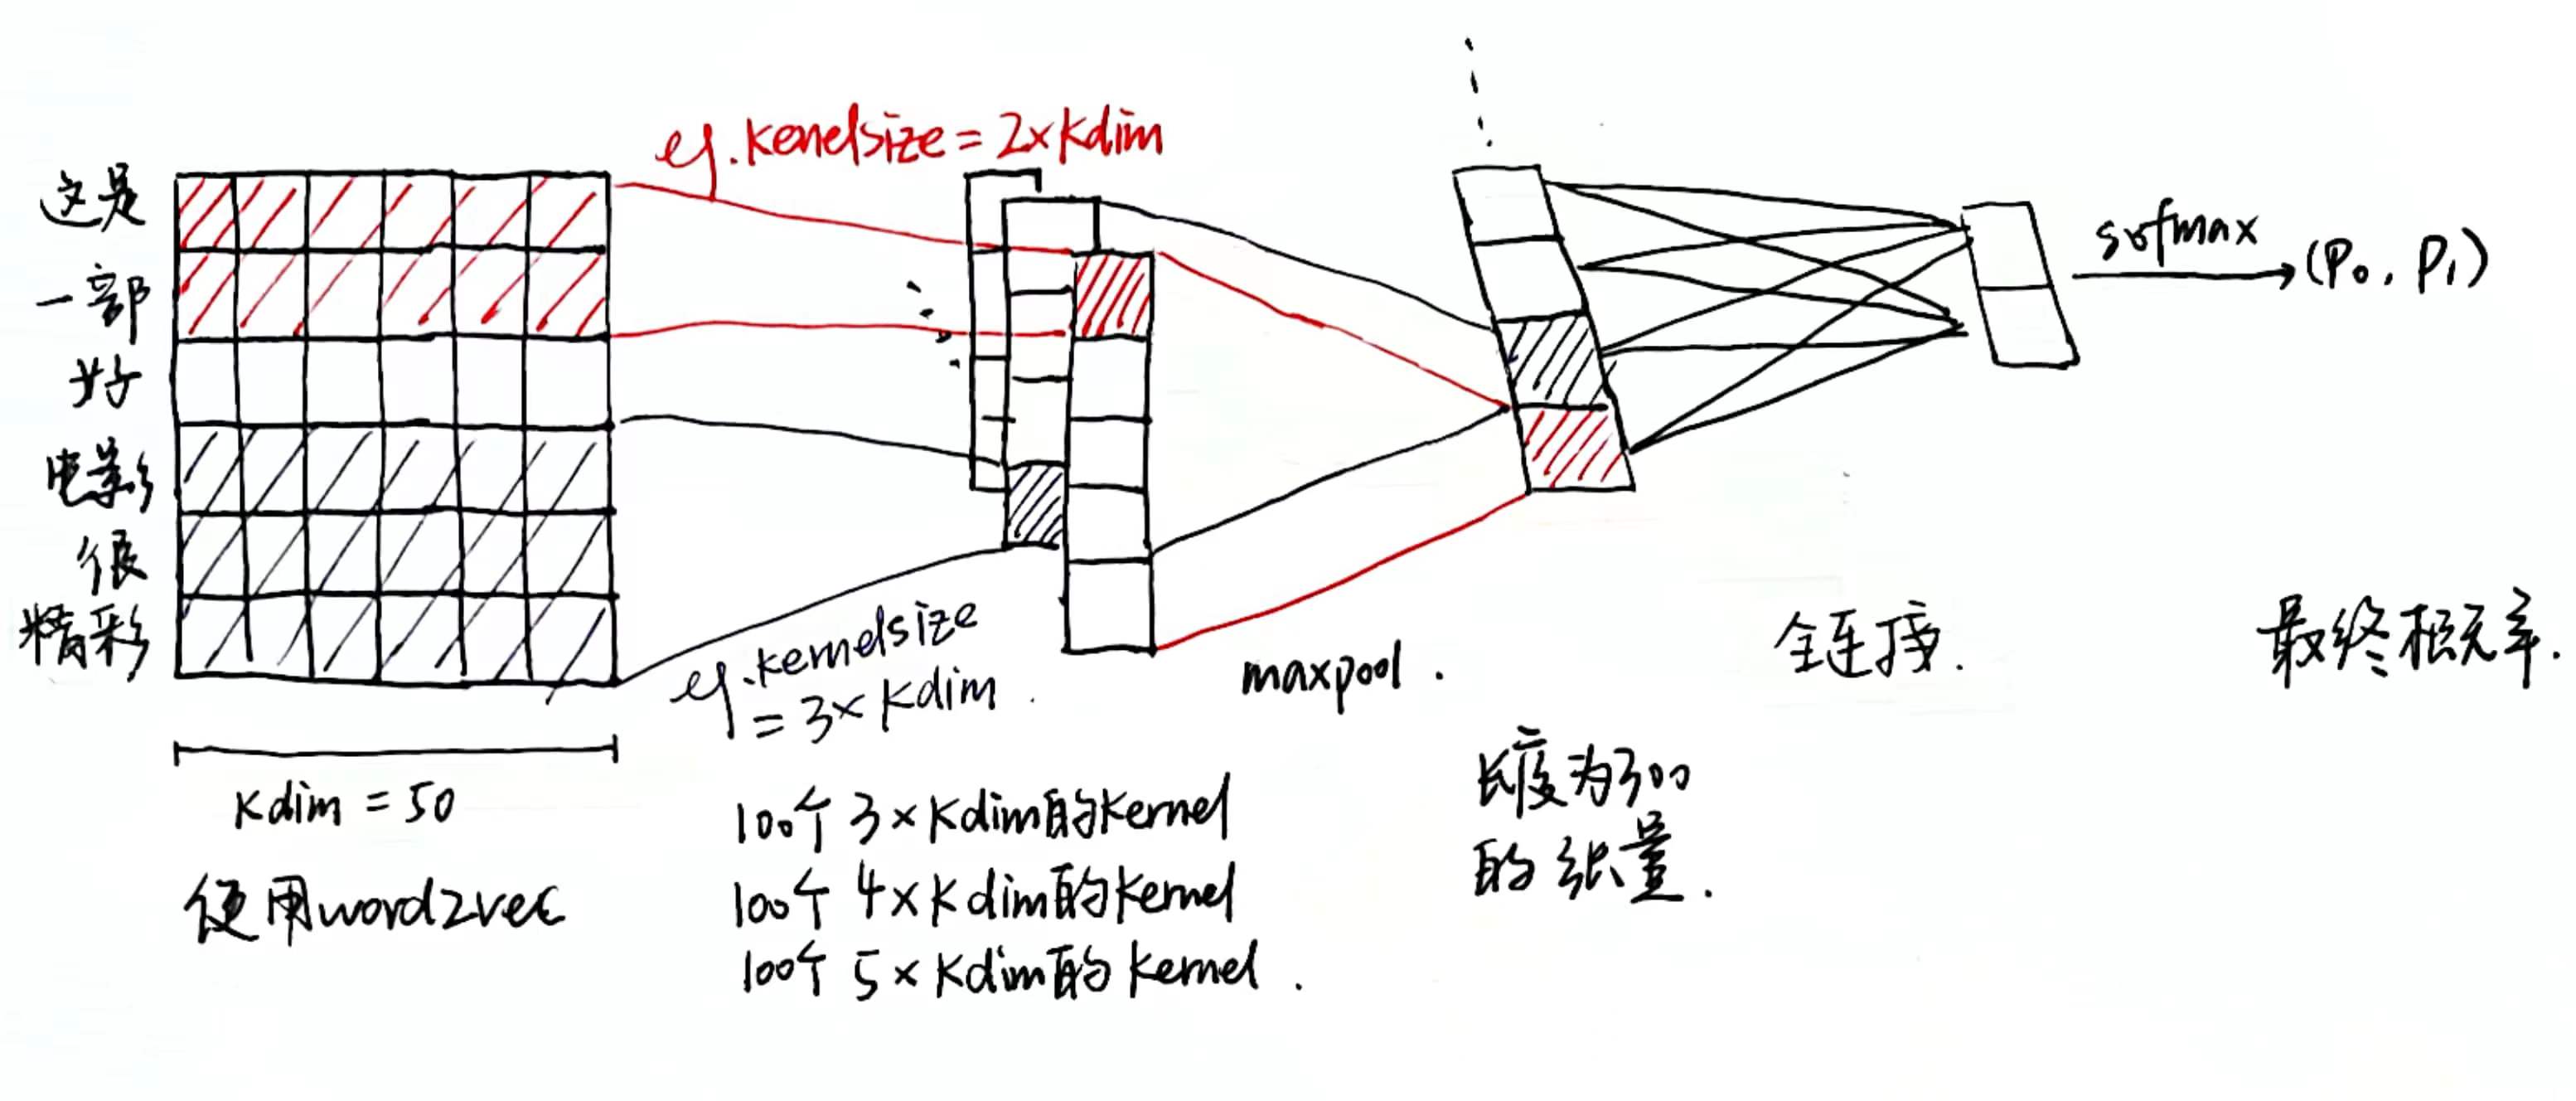 这是
一部
好
电影
很
精彩
eg.kenelsize = 2×kdim
eg.kernelsize
= 3×kdim
kdim = 50
使用word2vec
100个 3×kdim的kernel
100个 4×kdim的kernel
100个 5×kdim的kernel.
maxpool.
长度为300
的张量.
全连接.
sofmax
(P₀, P₁)
最终概率.